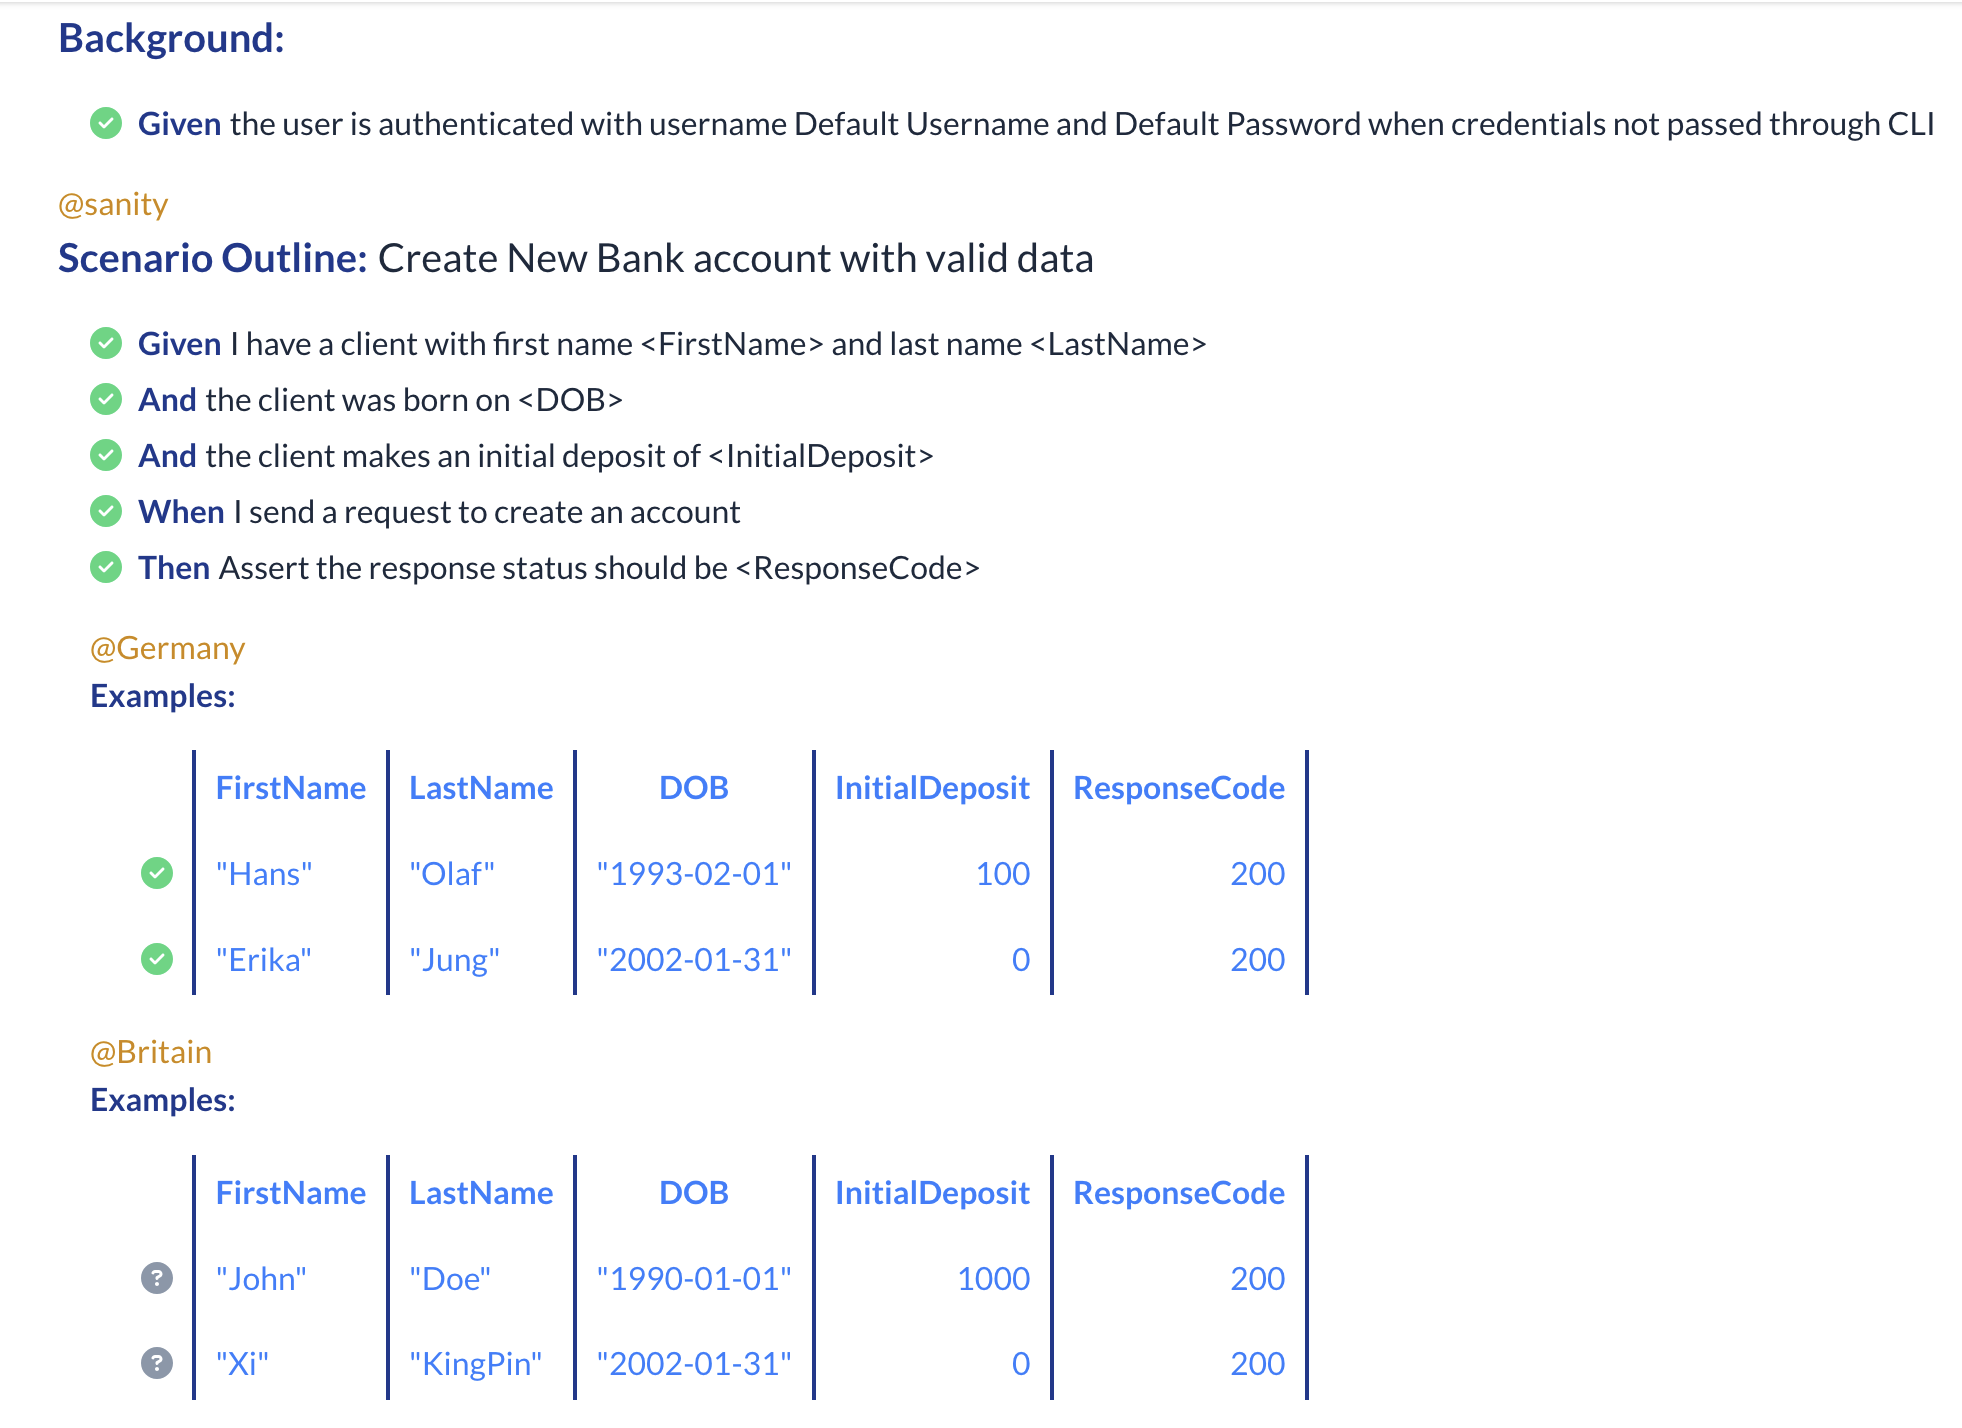 Background:
Given the user is authenticated with username Default Username and Default Password when credentials not passed through CLI
@sanity
Scenario Outline: Create New Bank account with valid data
Given I have a client with first name <FirstName> and last name <LastName>
And the client was born on <DOB>
And the client makes an initial deposit of <InitialDeposit>
When I send a request to create an account
Then Assert the response status should be <ResponseCode>
@Germany
Examples:
FirstName LastName DOB InitialDeposit ResponseCode
"Hans" "Olaf" "1993-02-01" 100 200
"Erika" "Jung" "2002-01-31" 0 200
@Britain
Examples:
FirstName LastName DOB InitialDeposit ResponseCode
? "John" "Doe" "1990-01-01" 1000 200
? "Xi" "KingPin" "2002-01-31" 0 200